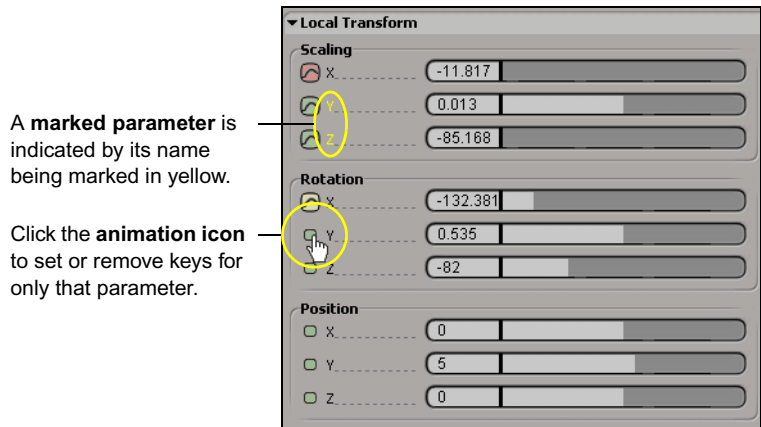 Local Transform
Scaling
X -11.817
Y 0.013
Z -85.168
A marked parameter is
indicated by its name
being marked in yellow.
Rotation
X -132.381
Click the animation icon
to set or remove keys for
only that parameter.
Y 0.535
Z -82
Position
X 0
Y 5
Z 0